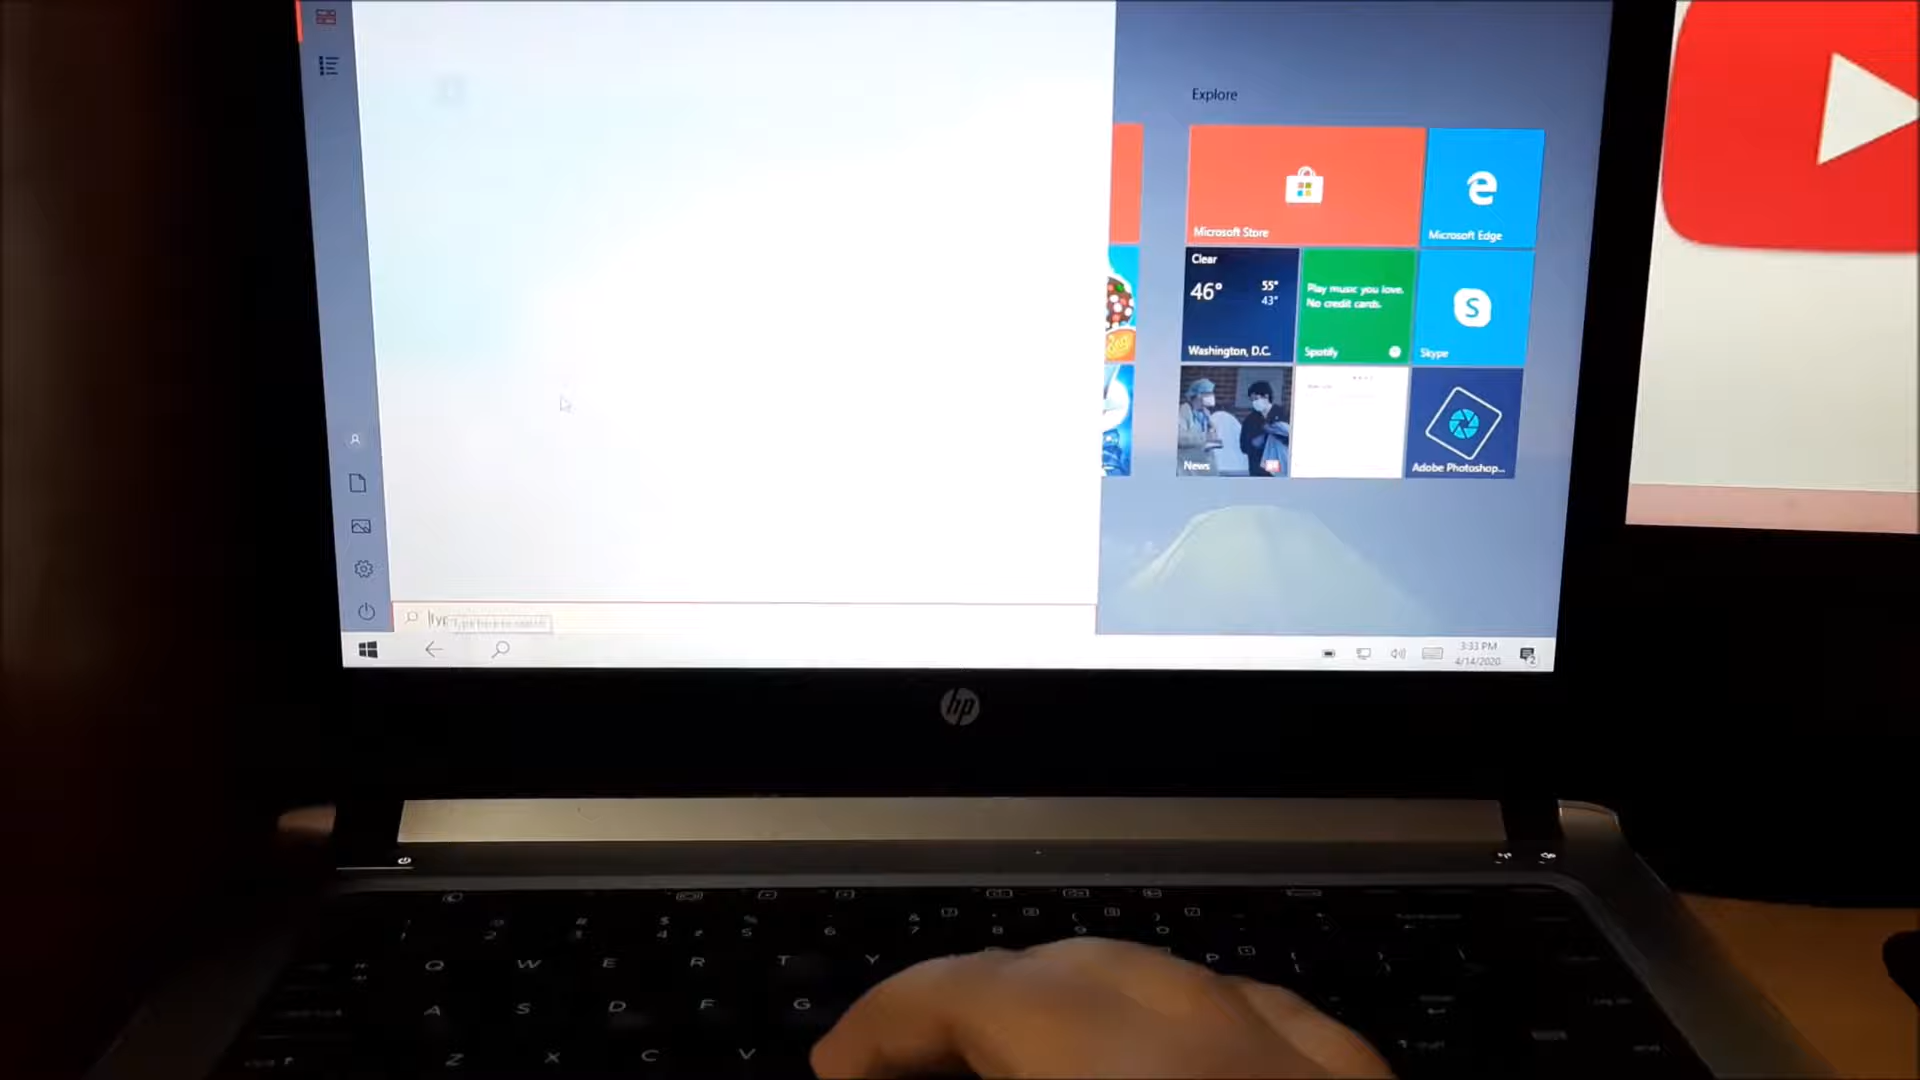 Explore
Microsoft Store
Microsoft Edge
Clear
46°
55°
43°
Washington, D.C.
Play music you love.
No credit cards.
Spotify
S
Skype
News
Adobe Photoshop...
3:33 PM
4/14/2020
2
hp
Q W E R T Y P
A S D F G
Z X C V